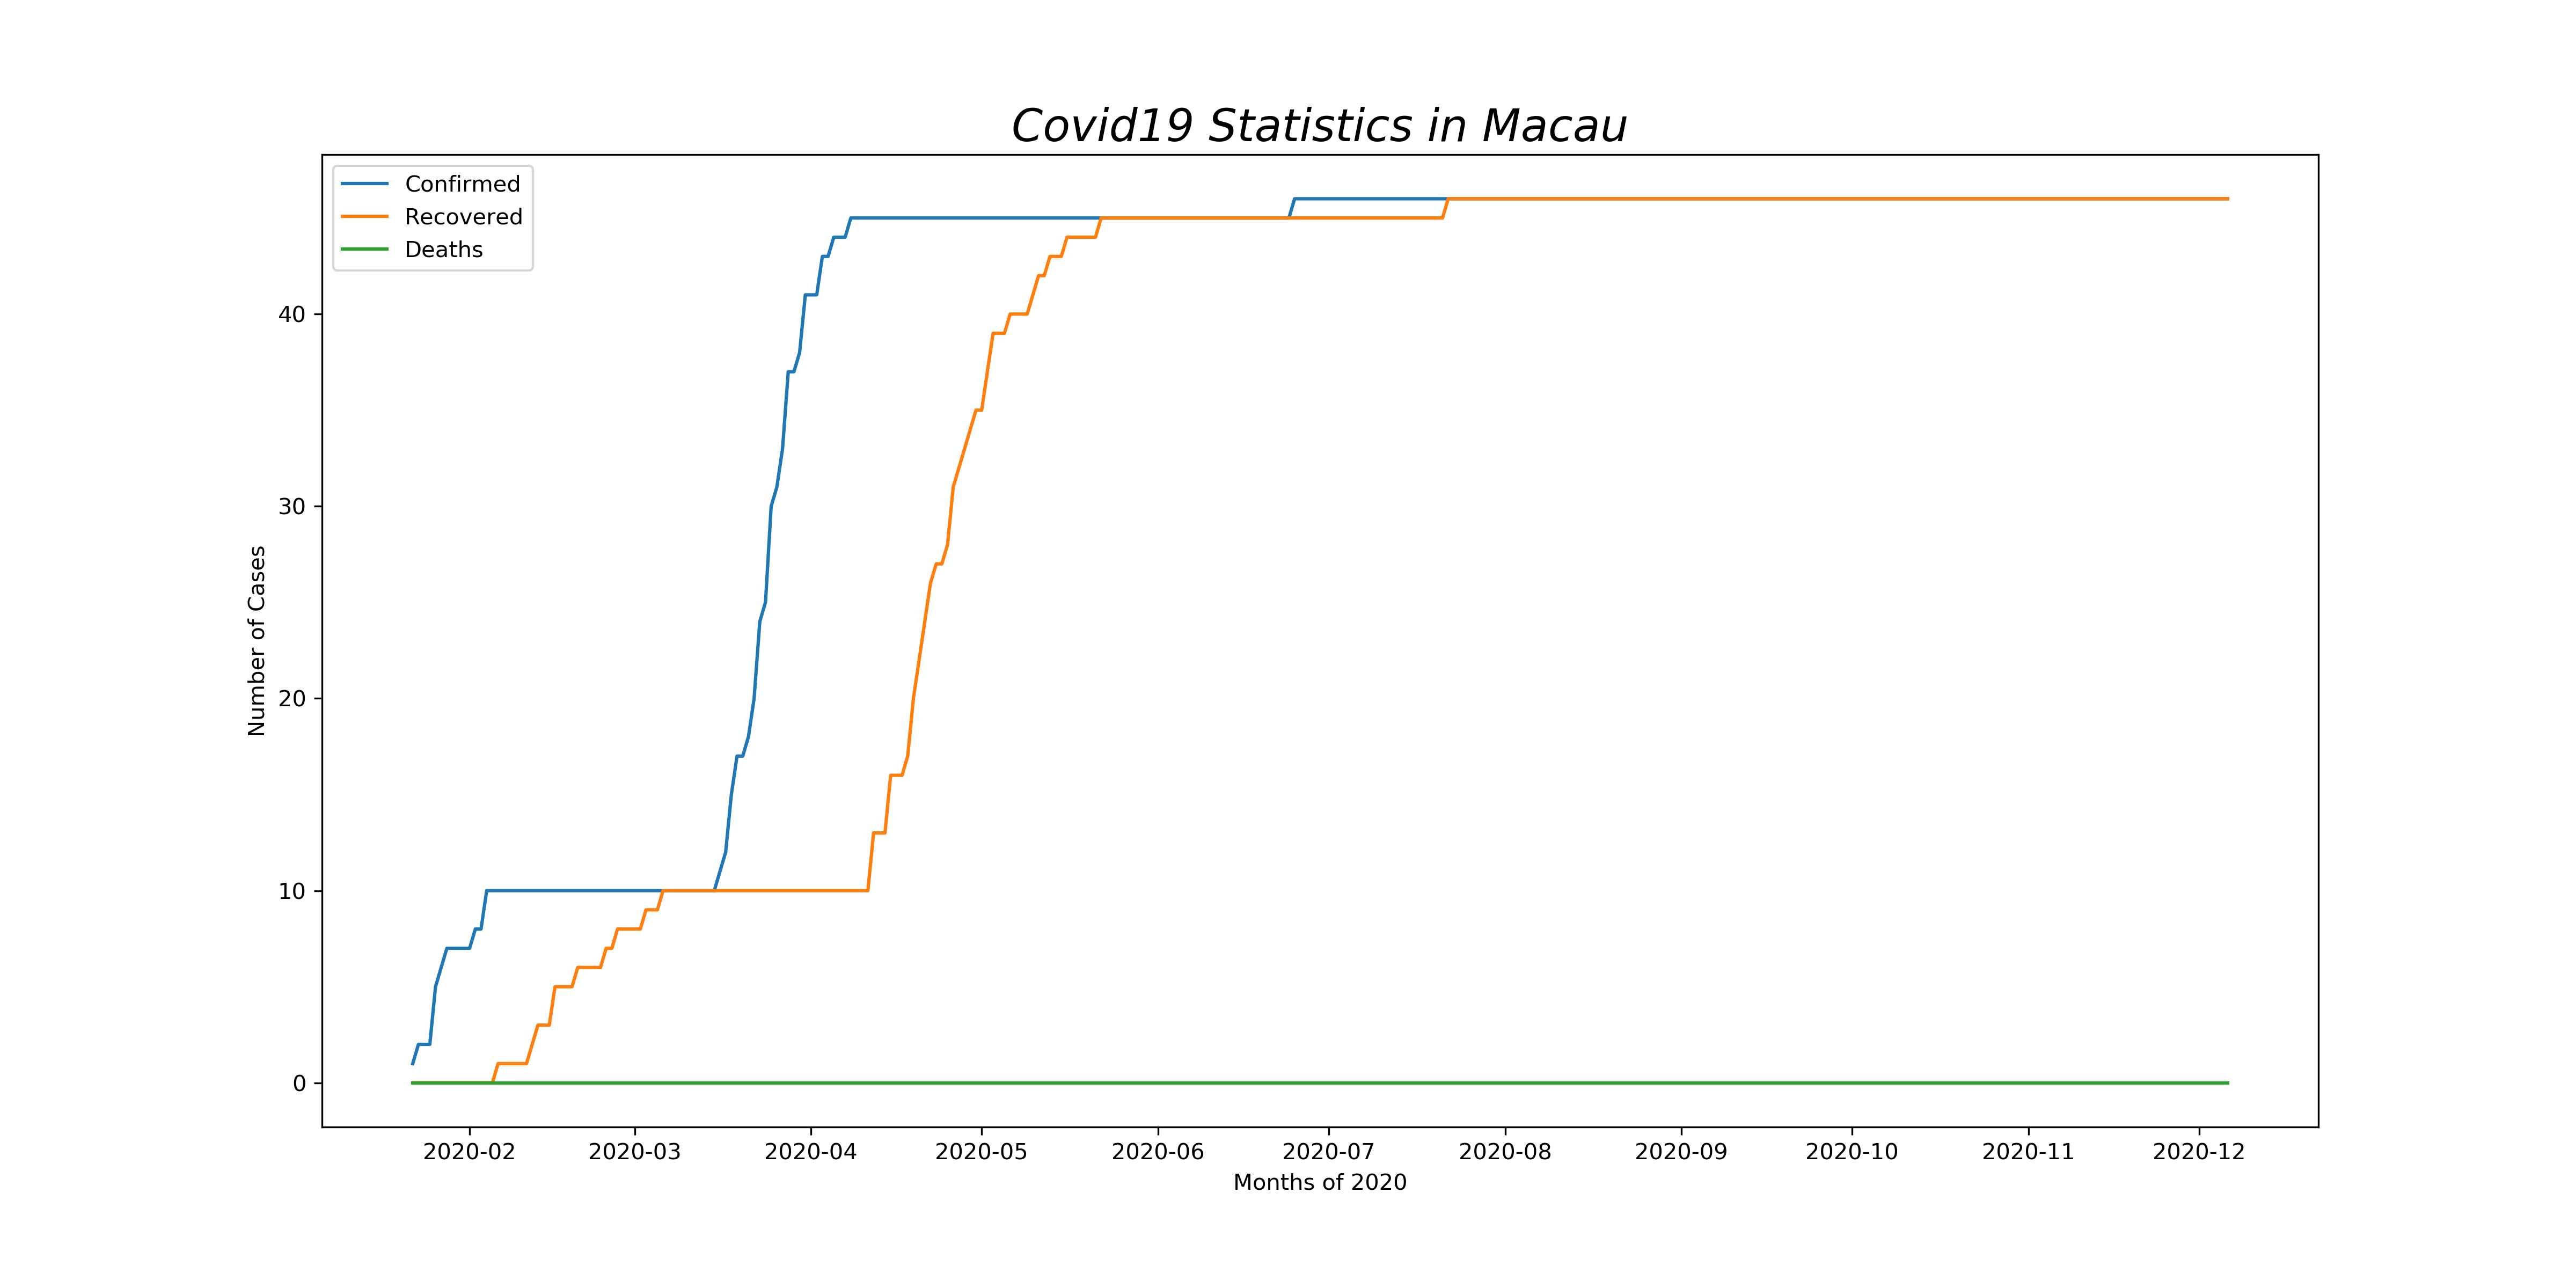 Covid19 Statistics in Macau
Confirmed
Recovered
Deaths
Number of Cases
40
30
20
10
0
2020-02 2020-03 2020-04 2020-05 2020-06 2020-07 2020-08 2020-09 2020-10 2020-11 2020-12
Months of 2020